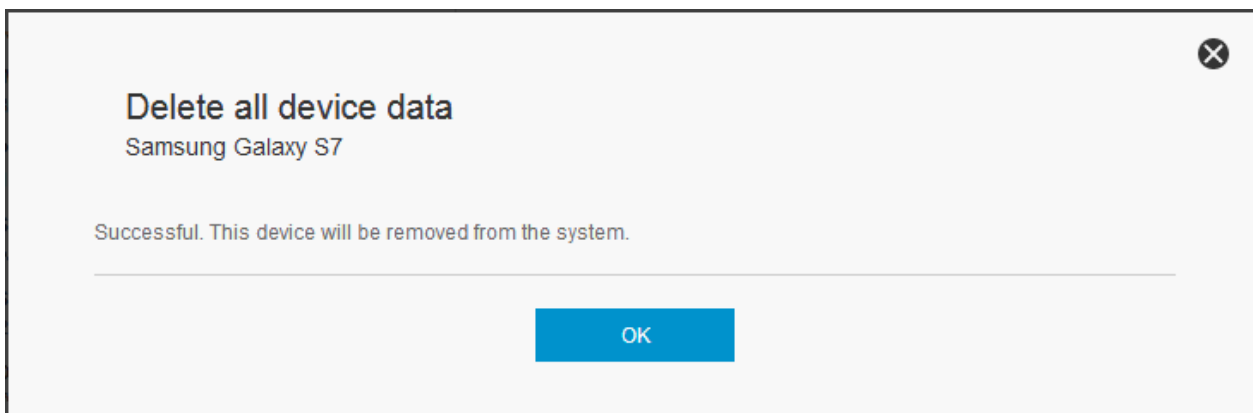 Delete all device data
Samsung Galaxy S7
Successful. This device will be removed from the system.
OK